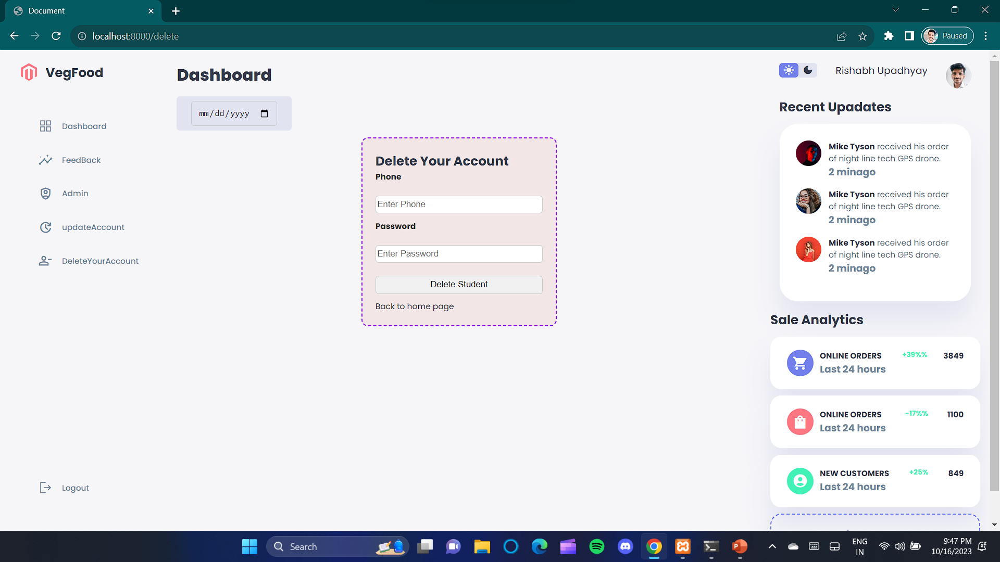 Document
localhost:8000/delete
Paused
VegFood
Dashboard
FeedBack
Admin
updateAccount
DeleteYourAccount
Logout
Dashboard
mm/dd/yyyy
Delete Your Account
Phone
Enter Phone
Password
Enter Password
Delete Student
Back to home page
Rishabh Upadhyay
Recent Upadates
Mike Tyson received his order
of night line tech GPS drone.
2 minago
Mike Tyson received his order
of night line tech GPS drone.
2 minago
Mike Tyson received his order
of night line tech GPS drone.
2 minago
Sale Analytics
ONLINE ORDERS +39%% 3849
Last 24 hours
ONLINE ORDERS -17%% 1100
Last 24 hours
NEW CUSTOMERS +25% 849
Last 24 hours
Search
ENG
IN
9:47 PM
10/16/2023